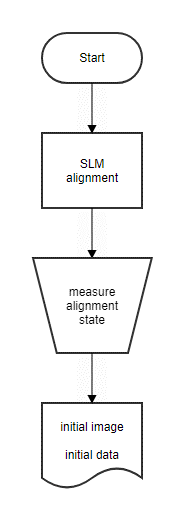 Start
SLM
alignment
measure
alignment
state
initial image
initial data